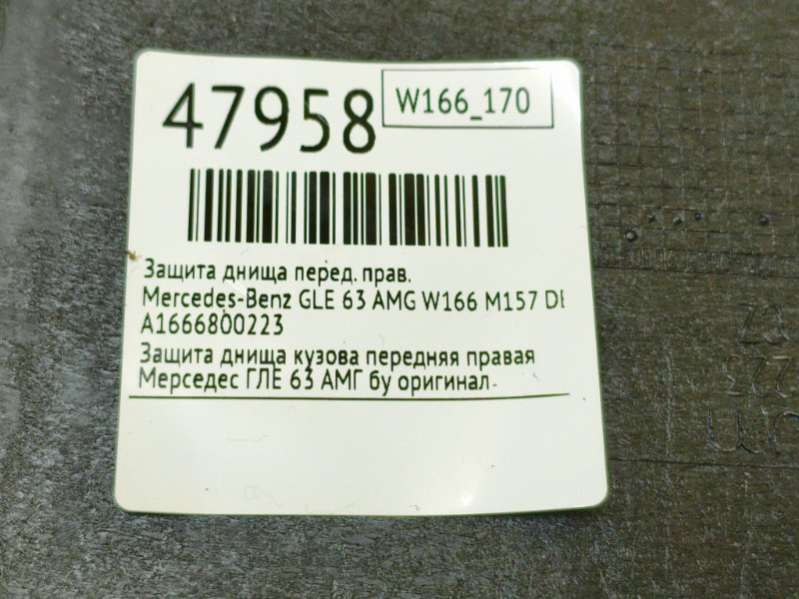 47958
W166_170
Защита днища перед. прав.
Mercedes-Benz GLE 63 AMG W166 M157 DE
A1666800223
Защита днища кузова передняя правая
Мерседес ГЛЕ 63 АМГ бу оригинал